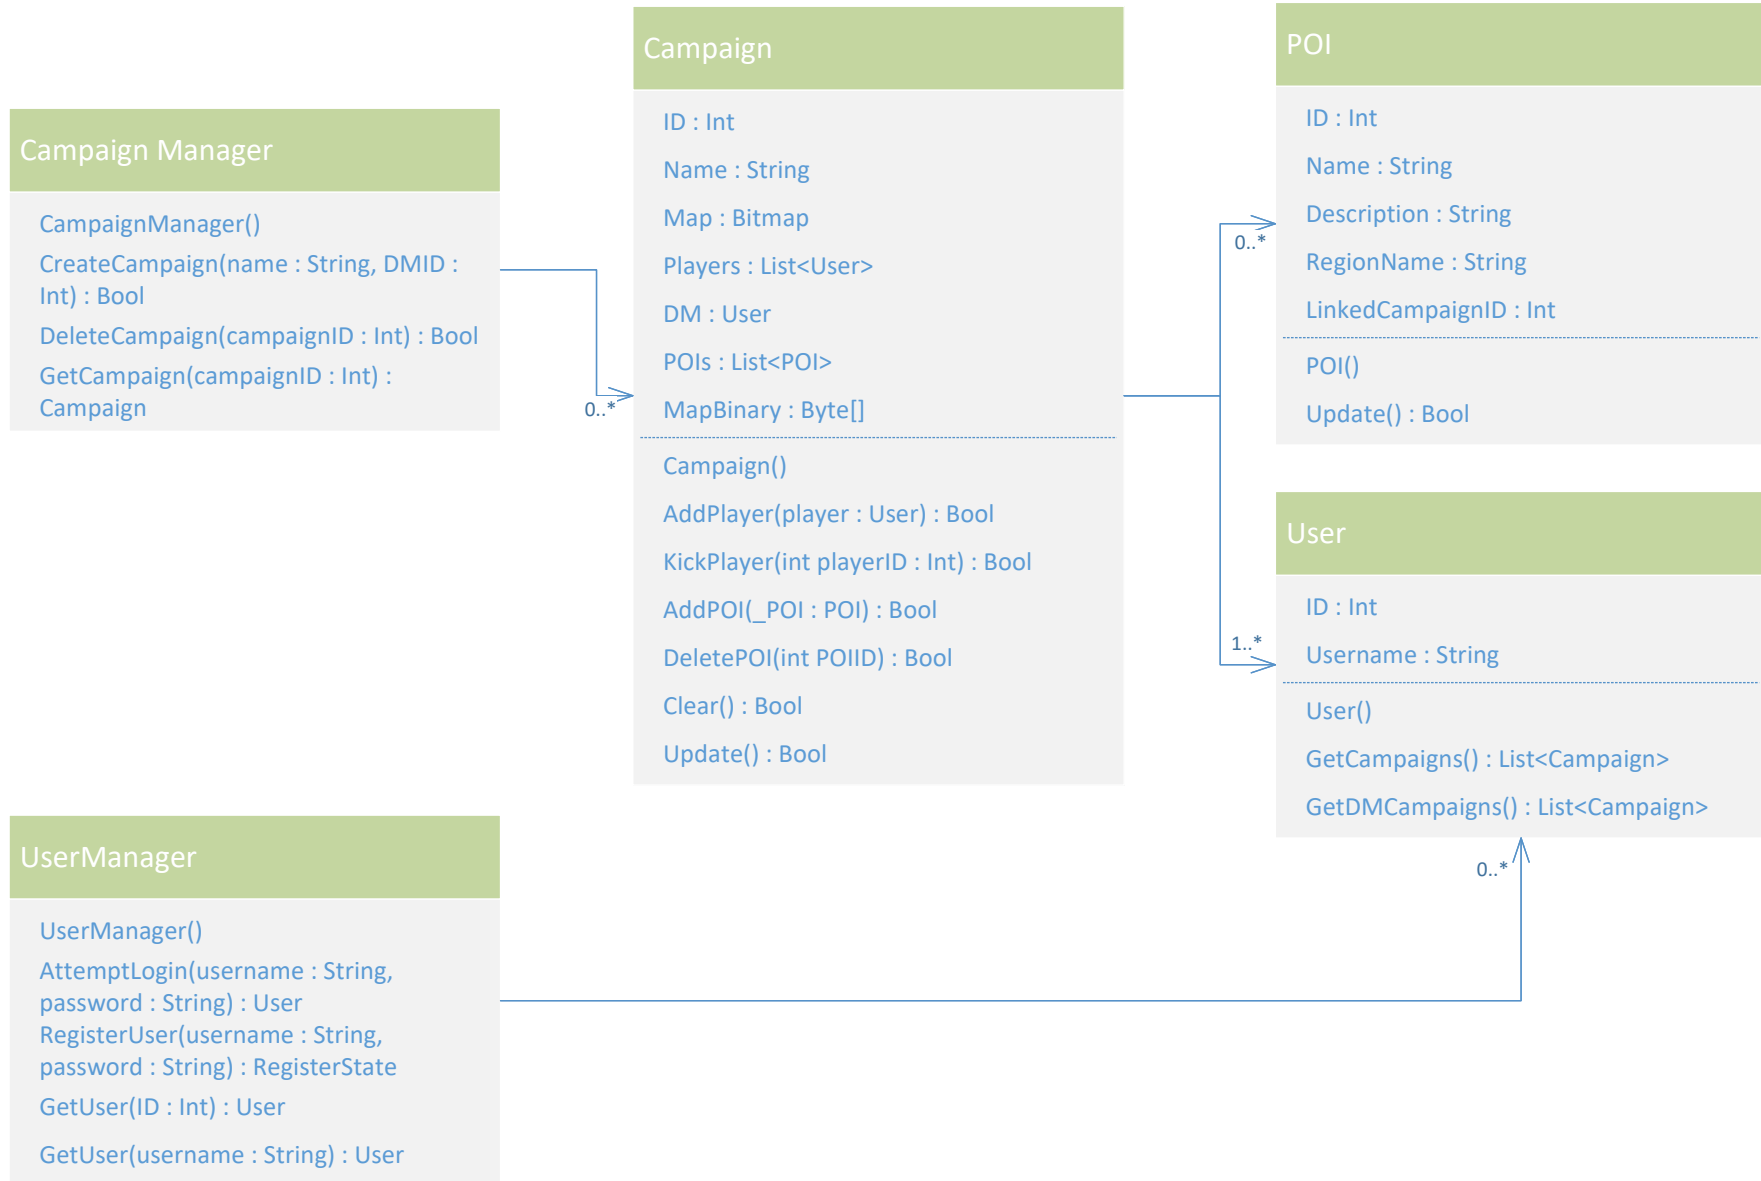 Campaign Manager
CampaignManager()
CreateCampaign(name : String, DMID :
Int) : Bool
DeleteCampaign(campaignID : Int) : Bool
GetCampaign(campaignID : Int) :
Campaign
0..*
Campaign
ID : Int
Name : String
Map : Bitmap
Players : List<User>
DM : User
POIs : List<POI>
MapBinary : Byte[]
Campaign()
AddPlayer(player : User) : Bool
KickPlayer(int playerID : Int) : Bool
AddPOI(_POI : POI) : Bool
DeletePOI(int POIID) : Bool
Clear() : Bool
Update() : Bool
0..*
1..*
POI
ID : Int
Name : String
Description : String
RegionName : String
LinkedCampaignID : Int
POI()
Update() : Bool
User
ID : Int
Username : String
User()
GetCampaigns() : List<Campaign>
GetDMCampaigns() : List<Campaign>
0..*
UserManager
UserManager()
AttemptLogin(username : String,
password : String) : User
RegisterUser(username : String,
password : String) : RegisterState
GetUser(ID : Int) : User
GetUser(username : String) : User